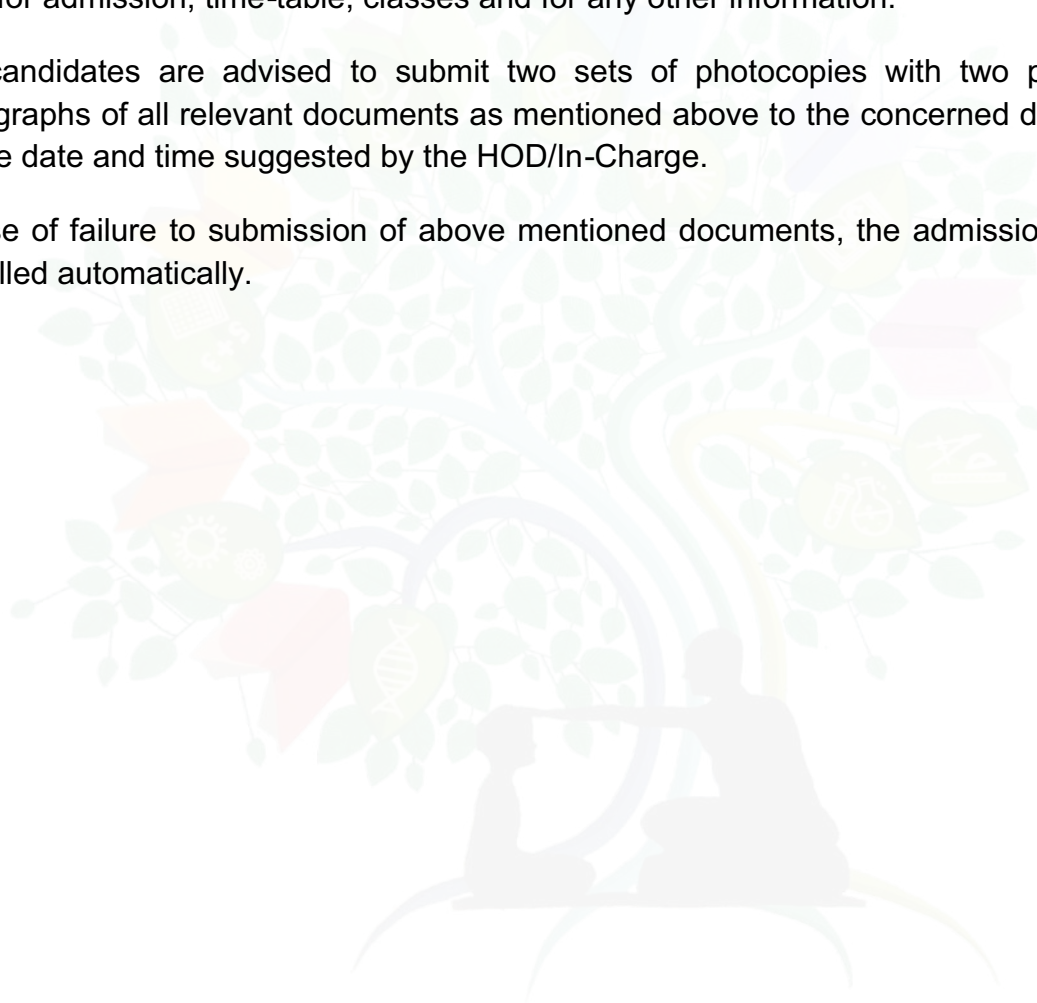 for admission, time-table, classes and for any other information.
candidates are advised to submit two sets of photocopies with two p
graphs of all relevant documents as mentioned above to the concerned d
e date and time suggested by the HOD/In-Charge.
se of failure to submission of above mentioned documents, the admissio
lled automatically.